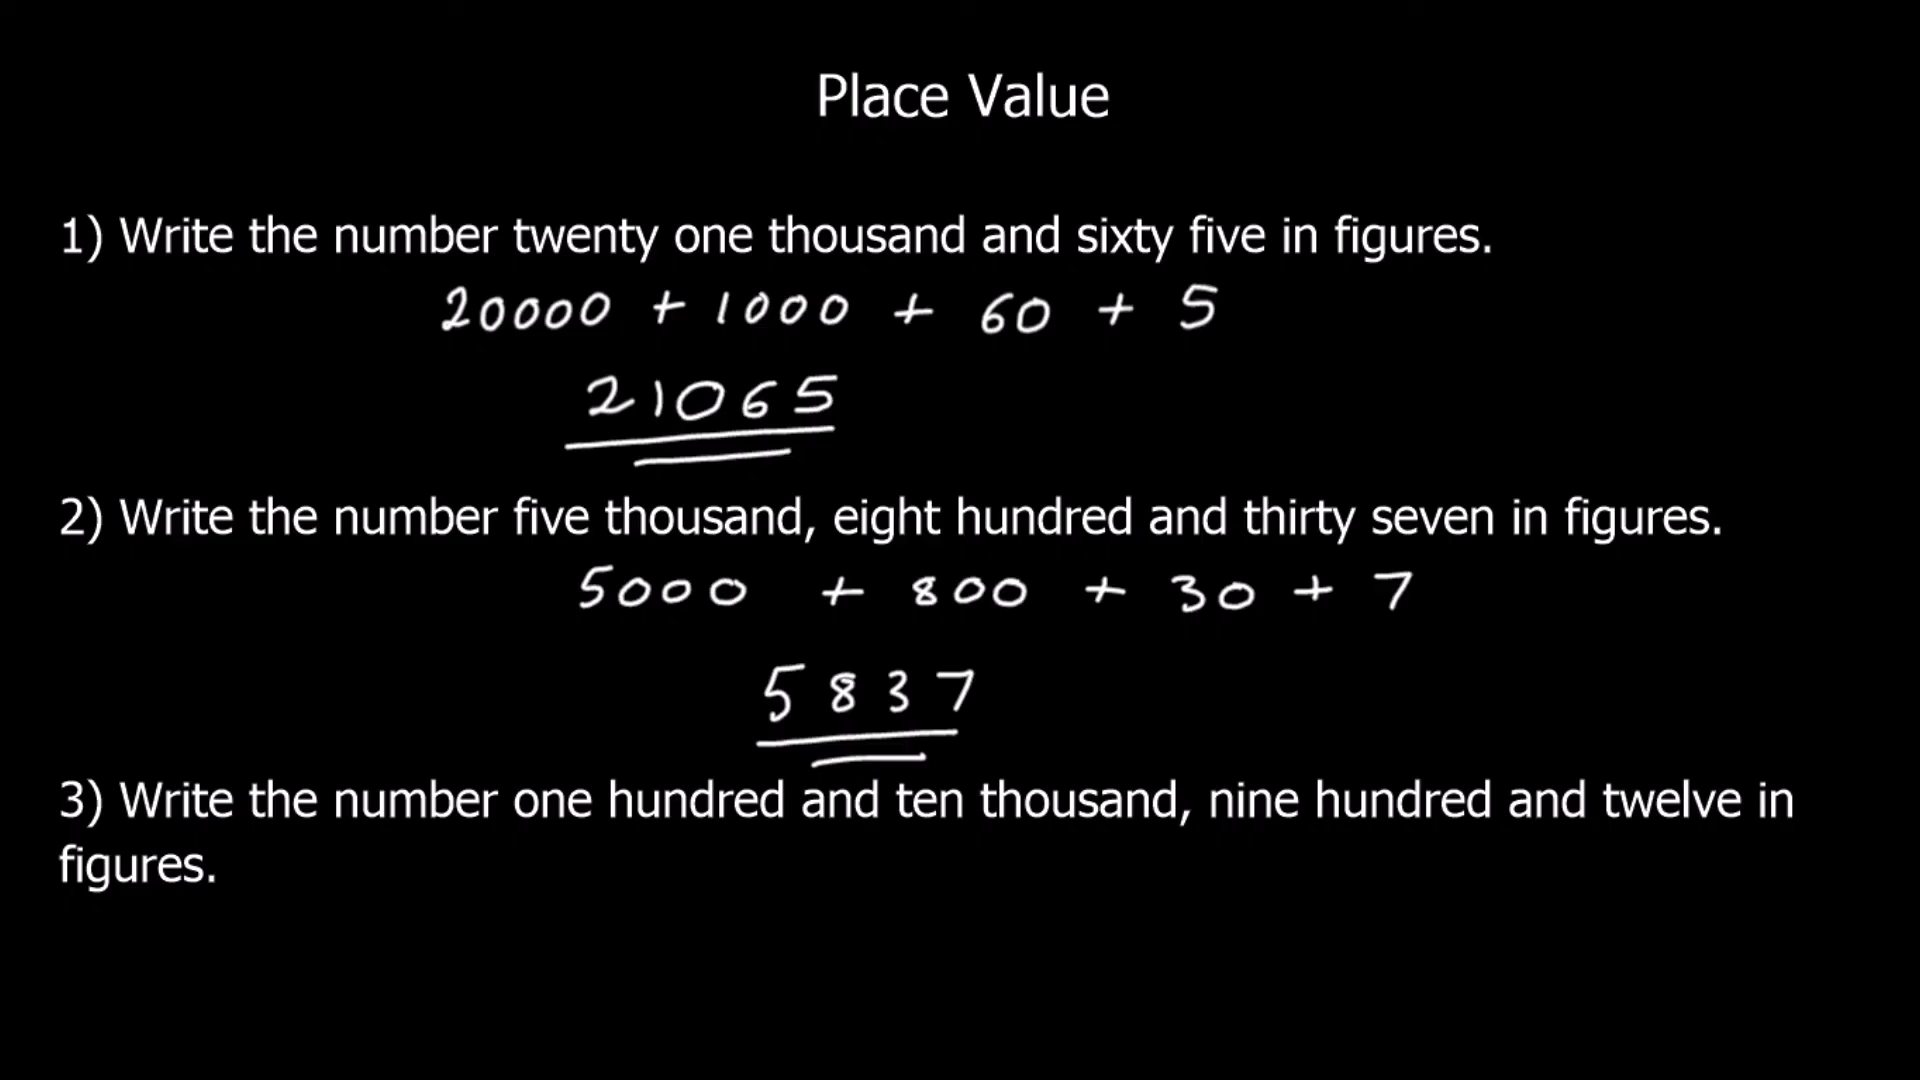 Place Value
1) Write the number twenty one thousand and sixty five in figures.
20000 + 1000 + 60 + 5
21065
2) Write the number five thousand, eight hundred and thirty seven in figures.
5000 + 800 + 30 + 7
5837
3) Write the number one hundred and ten thousand, nine hundred and twelve in
figures.